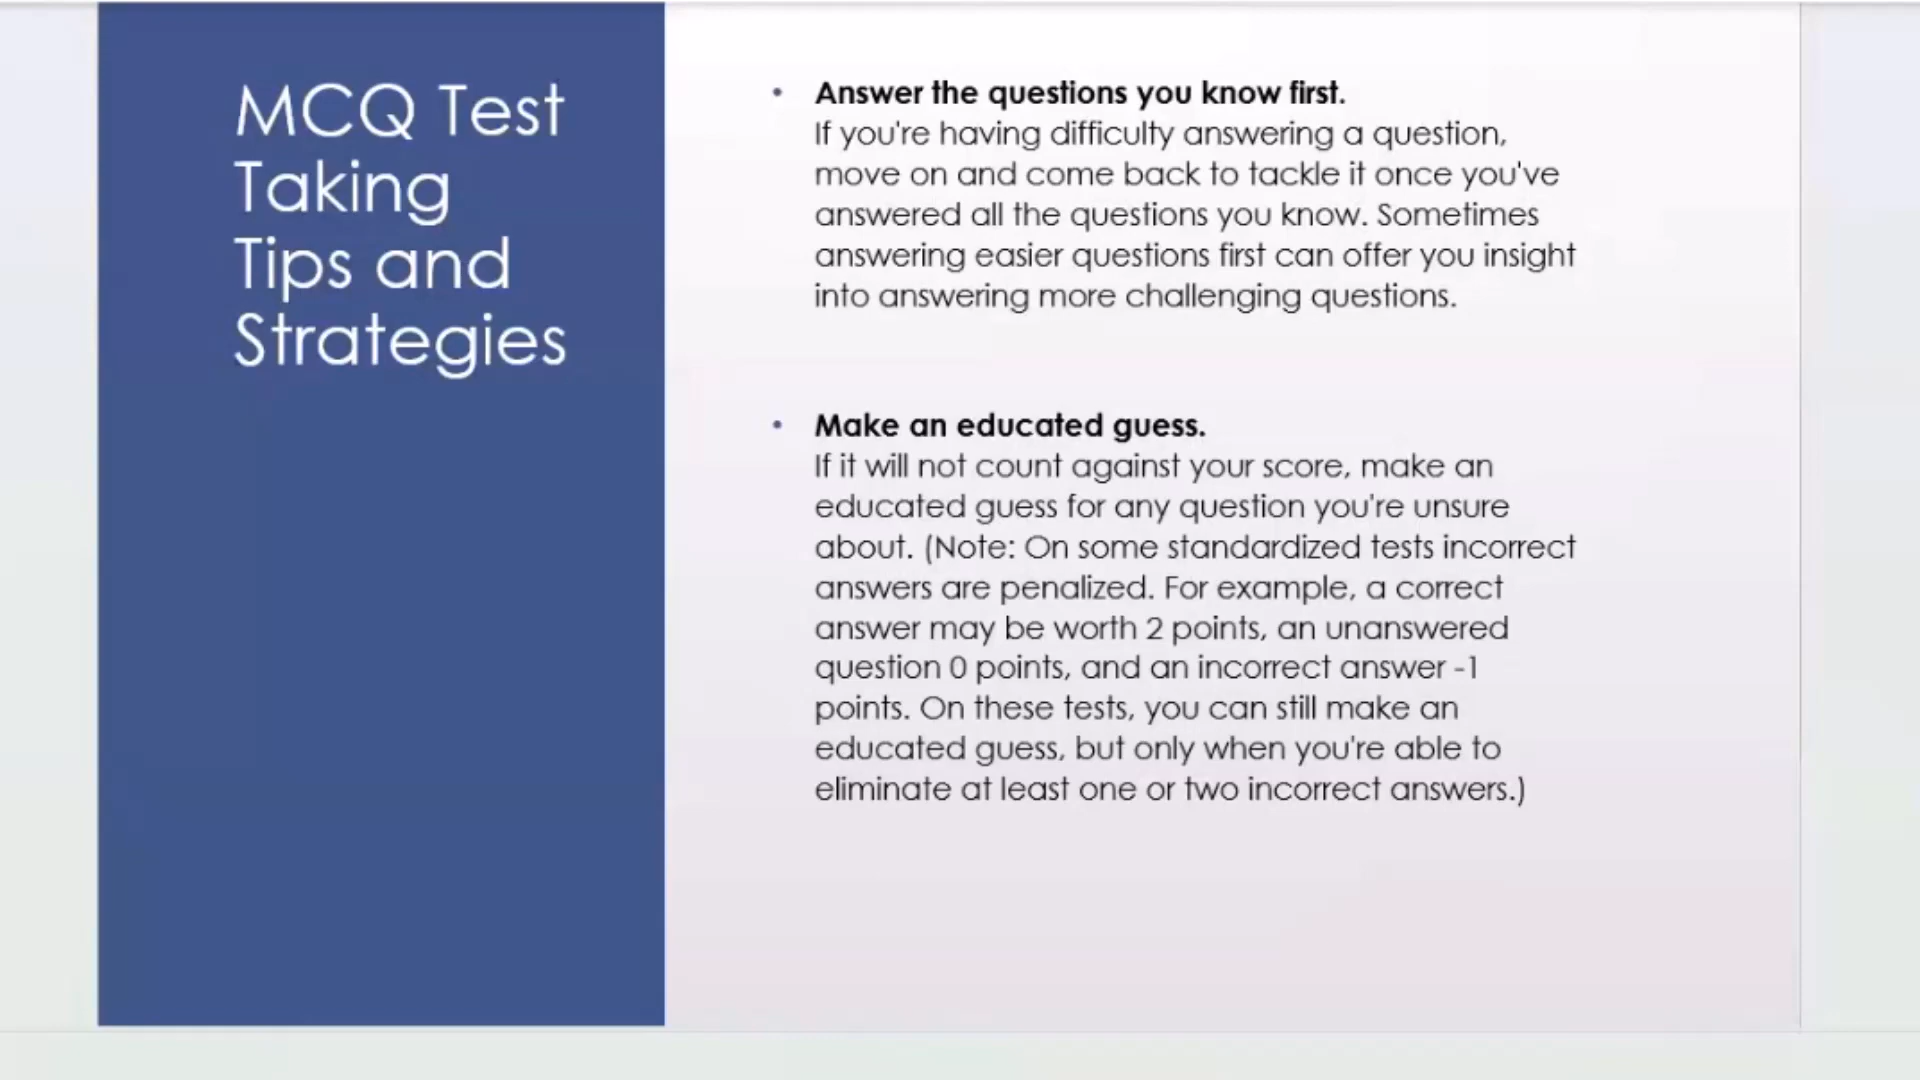 MCQ Test
Taking
Tips and
Strategies
• Answer the questions you know first.
If you're having difficulty answering a question,
move on and come back to tackle it once you've
answered all the questions you know. Sometimes
answering easier questions first can offer you insight
into answering more challenging questions.
• Make an educated guess.
If it will not count against your score, make an
educated guess for any question you're unsure
about. (Note: On some standardized tests incorrect
answers are penalized. For example, a correct
answer may be worth 2 points, an unanswered
question 0 points, and an incorrect answer -1
points. On these tests, you can still make an
educated guess, but only when you're able to
eliminate at least one or two incorrect answers.)